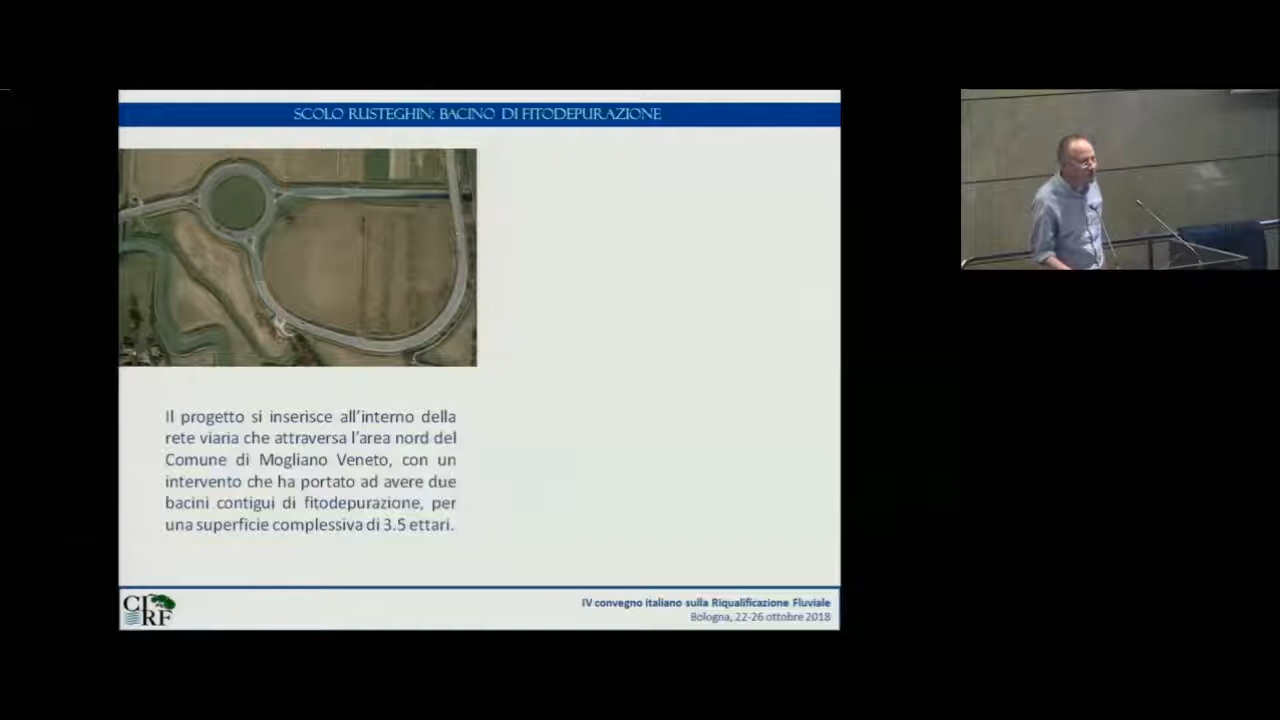 SCOLO RUSTEGHIN: BACINO DI FITODEPURAZIONE
Il progetto si inserisce all'interno della
rete viaria che attraversa l'area nord del
Comune di Mogliano Veneto, con un
intervento che ha portato ad avere due
bacini contigui di fitodepurazione, per
una superficie complessiva di 3.5 ettari.
CIRF
IV convegno italiano sulla Riqualificazione Fluviale
Bologna, 22-26 ottobre 2018